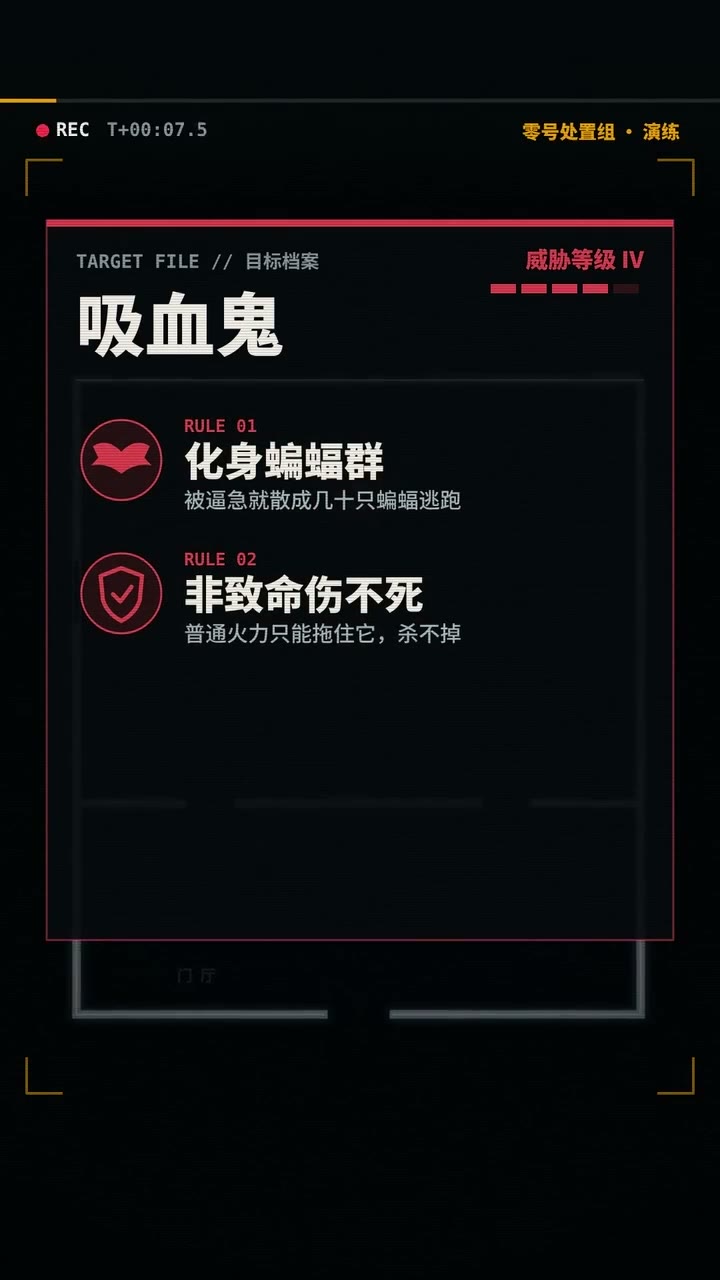 REC T+00:07.5
零号处置组 · 演练
TARGET FILE // 目标档案
威胁等级 IV
吸血鬼
RULE 01
化身蝙蝠群
被逼急就散成几十只蝙蝠逃跑
RULE 02
非致命伤不死
普通火力只能拖住它，杀不掉
门厅